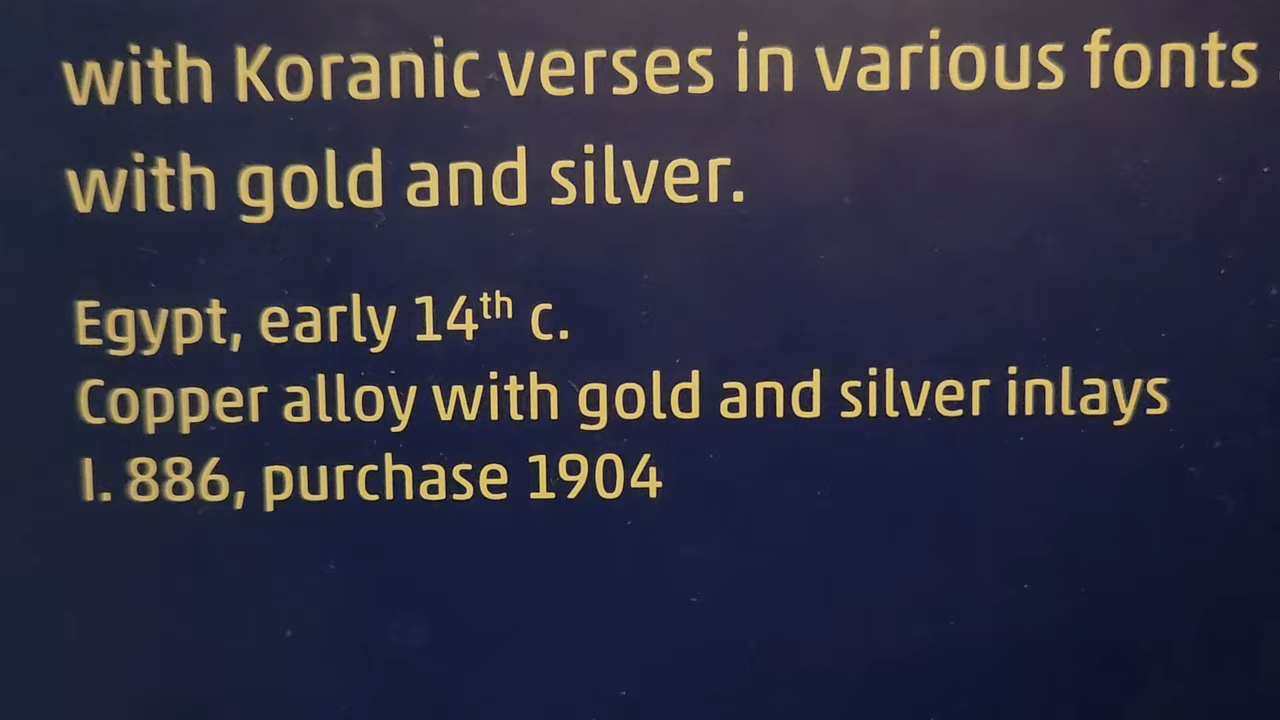 with Koranic verses in various fonts
with gold and silver.
Egypt, early 14th c.
Copper alloy with gold and silver inlays
I. 886, purchase 1904